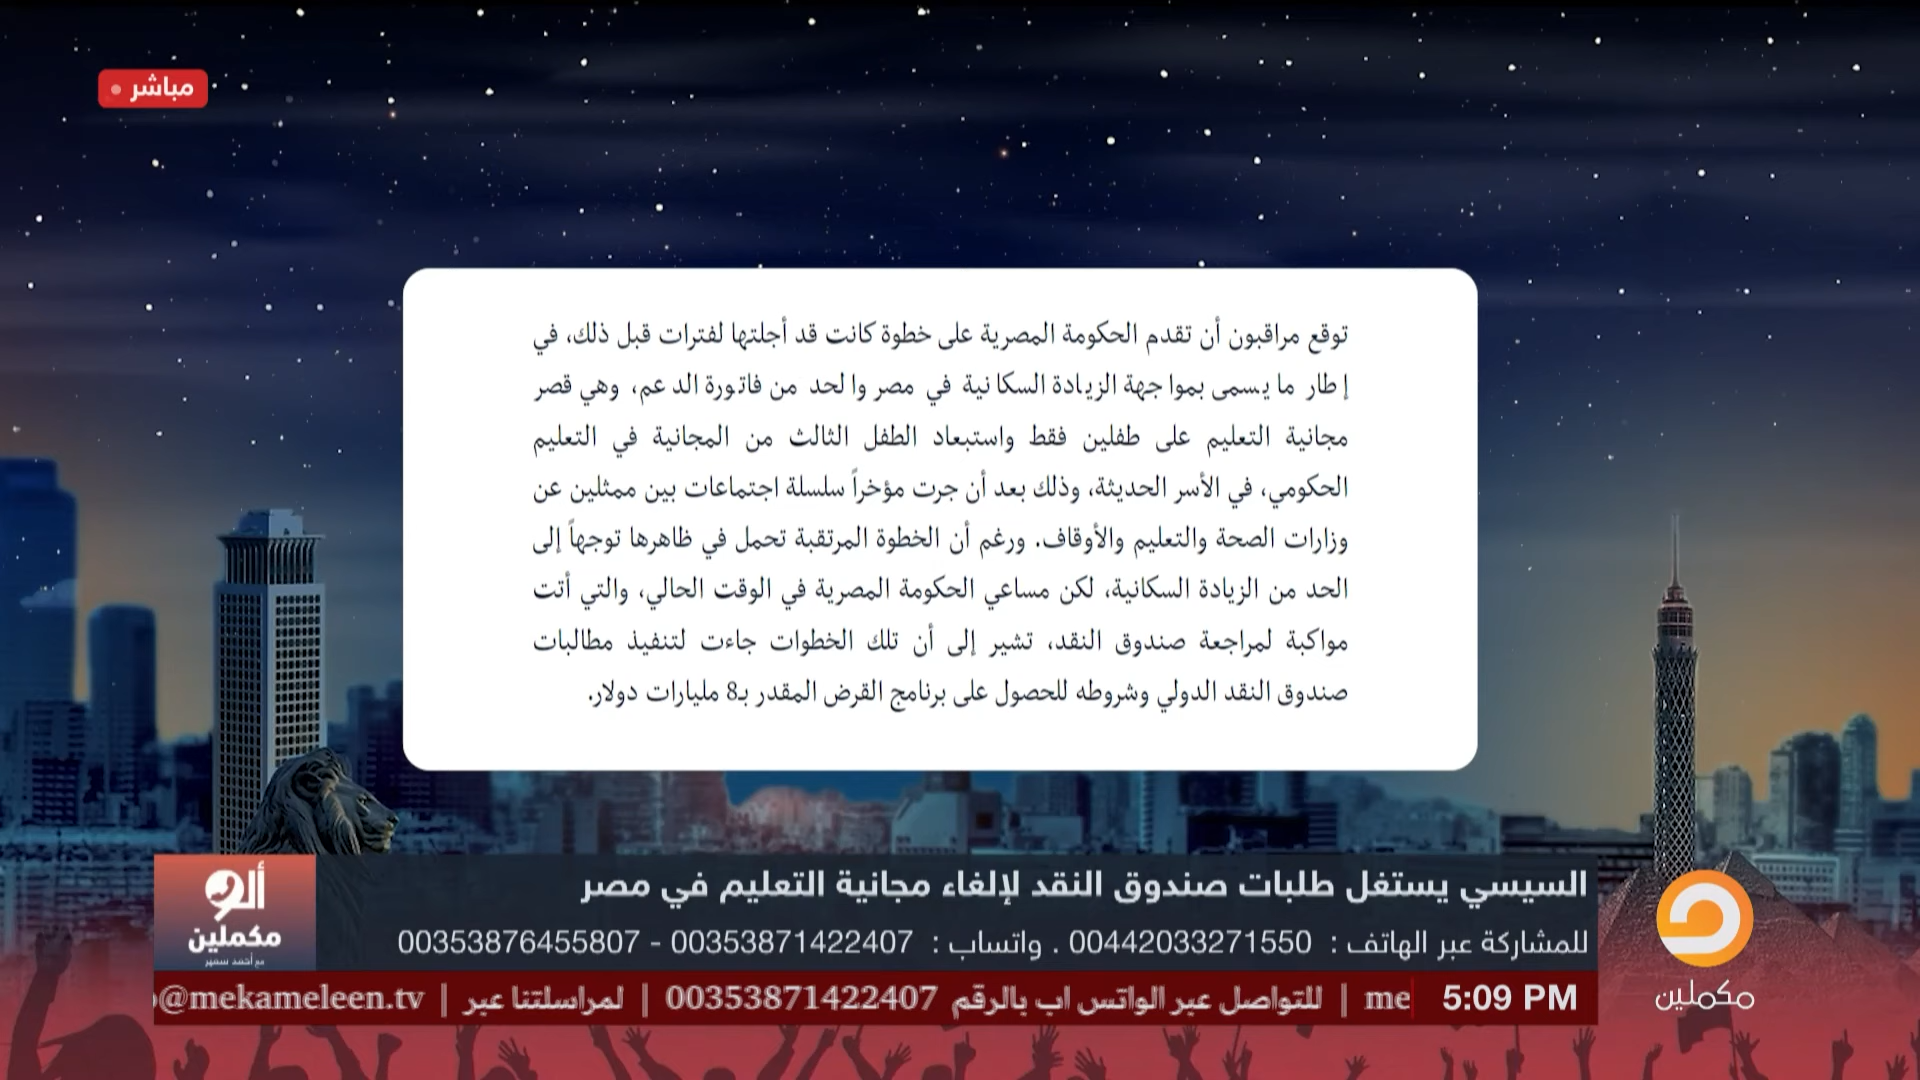 مباشر
توقع مراقبون أن تقدم الحكومة المصرية على خطوة كانت قد أجلتها لفترات قبل ذلك، في
إطار ما يسمى بمواجهة الزيادة السكانية في مصر والحد من فاتورة الدعم، وهي قصر
مجانية التعليم على طفلين فقط واستبعاد الطفل الثالث من المجانية في التعليم
الحكومي، في الأسر الحديثة، وذلك بعد أن جرت مؤخراً سلسلة اجتماعات بين ممثلين عن
وزارات الصحة والتعليم والأوقاف. ورغم أن الخطوة المرتقبة تحمل في ظاهرها توجهاً إلى
الحد من الزيادة السكانية، لكن مساعي الحكومة المصرية في الوقت الحالي، والتي أتت
مواكبة لمراجعة صندوق النقد، تشير إلى أن تلك الخطوات جاءت لتنفيذ مطالبات
صندوق النقد الدولي وشروطه للحصول على برنامج القرض المقدر بـ8 مليارات دولار.
السيسي يستغل طلبات صندوق النقد لإلغاء مجانية التعليم في مصر
للمشاركة عبر الهاتف : 00442033271550 . واتساب : 00353871422407 - 00353876455807
ألو
مكملين
مع أحمد سمير
5:09 PM
me | للتواصل عبر الواتس اب بالرقم 00353871422407 | لمراسلتنا عبر | @mekameleen.tv
مكملين